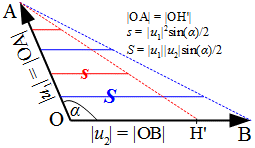 A
|OA| = |OH'|
s = |u₁|²sin(α)/2
S = |u₁||u₂|sin(α)/2
|u₁| = |OA|
s
S
α
O
H'
B
|u₂| = |OB|